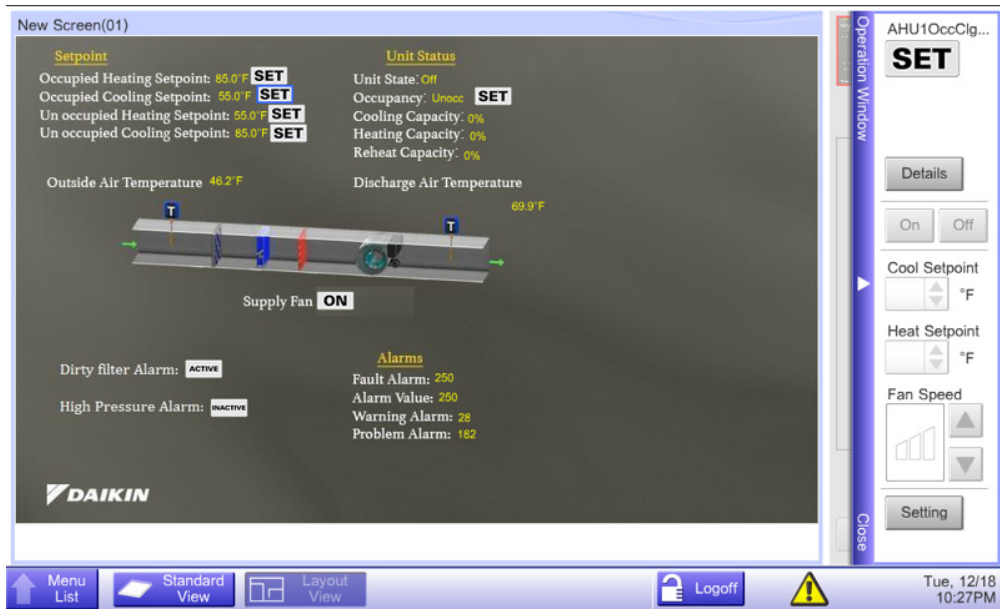 New Screen(01)
Setpoint
Occupied Heating Setpoint: 85.0°F SET
Occupied Cooling Setpoint: 55.0°F SET
Un occupied Heating Setpoint: 55.0°F SET
Un occupied Cooling Setpoint: 85.0°F SET
Unit Status
Unit State: Off
Occupancy: Unocc SET
Cooling Capacity: 0%
Heating Capacity: 0%
Reheat Capacity: 0%
Outside Air Temperature 46.2°F
Discharge Air Temperature
69.9°F
T
T
Supply Fan ON
Dirty filter Alarm: ACTIVE
High Pressure Alarm: INACTIVE
Alarms
Fault Alarm: 250
Alarm Value: 250
Warning Alarm: 28
Problem Alarm: 182
DAIKIN
Operation Window
Close
AHU1OccClg...
SET
Details
On Off
Cool Setpoint
°F
Heat Setpoint
°F
Fan Speed
Setting
Menu
List
Standard
View
Layout
View
Logoff
Tue, 12/18
10:27PM